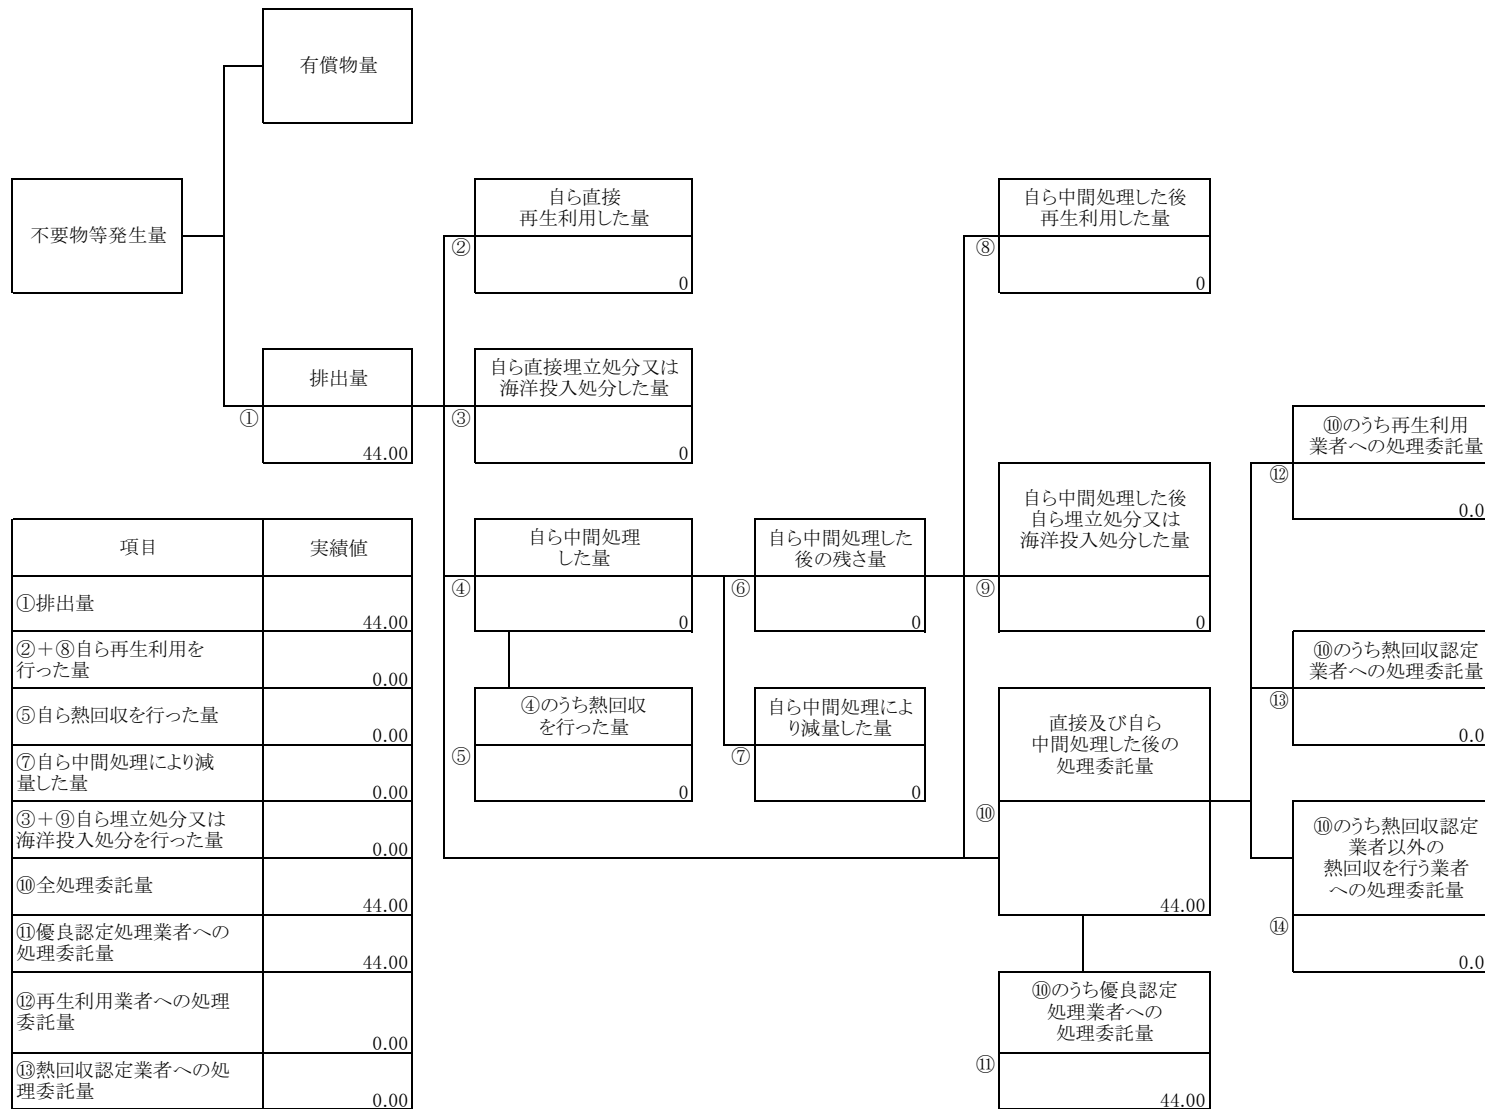 有償物量
不要物等発生量
自ら直接
再生利用した量
②
0
自ら中間処理した後
再生利用した量
⑧
0
排出量
①
44.00
自ら直接埋立処分又は
海洋投入処分した量
③
0
⑩のうち再生利用
業者への処理委託量
⑫
0.0
自ら中間処理
した量
④
0
自ら中間処理した
後の残さ量
⑥
0
自ら中間処理した後
自ら埋立処分又は
海洋投入処分した量
⑨
0
⑩のうち熱回収認定
業者への処理委託量
⑬
0.0
④のうち熱回収
を行った量
⑤
0
自ら中間処理によ
り減量した量
⑦
0
直接及び自ら
中間処理した後の
処理委託量
⑩
44.00
⑩のうち熱回収認定
業者以外の
熱回収を行う業者
への処理委託量
⑭
0.0
⑩のうち優良認定
処理業者への
処理委託量
⑪
44.00
項目 実績値
①排出量
44.00
②+⑧自ら再生利用を
行った量
0.00
⑤自ら熱回収を行った量
0.00
⑦自ら中間処理により減
量した量
0.00
③+⑨自ら埋立処分又は
海洋投入処分を行った量
0.00
⑩全処理委託量
44.00
⑪優良認定処理業者への
処理委託量
44.00
⑫再生利用業者への処理
委託量
0.00
⑬熱回収認定業者への処
理委託量
0.00